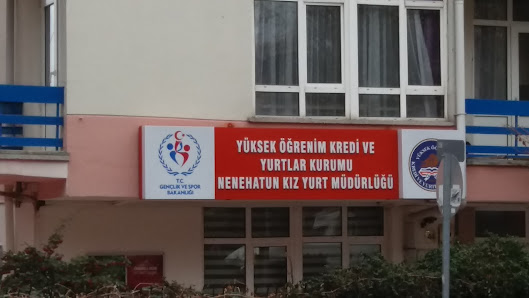 YÜKSEK ÖĞRENİM KREDİ VE
YURTLAR KURUMU
NENEHATUN KIZ YURT MÜDÜRLÜĞÜ
T.C.
GENÇLİK VE SPOR
BAKANLIĞI